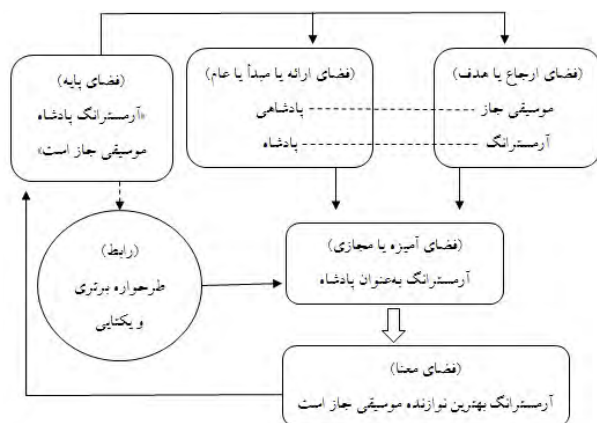 (فضای ارجاع یا هدف)
موسیقی جاز
آرمسترانگ
(فضای ارائه یا مبدأ یا عام)
پادشاهی
پادشاه
(فضای پایه)
«آرمسترانگ پادشاه
موسیقی جاز است»
(رابط)
طرحواره برتری
و یکتایی
(فضای آمیزه یا مجازی)
آرمسترانگ به‌عنوان پادشاه
(فضای معنا)
آرمسترانگ بهترین نوازنده موسیقی جاز است